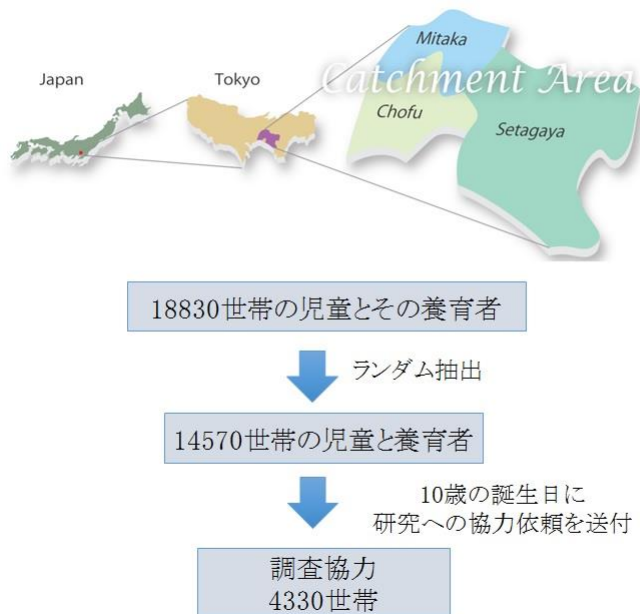 Japan
Tokyo
Catchment Area
Mitaka
Chofu
Setagaya
18830世帯の児童とその養育者
ランダム抽出
14570世帯の児童と養育者
10歳の誕生日に
研究への協力依頼を送付
調査協力
4330世帯